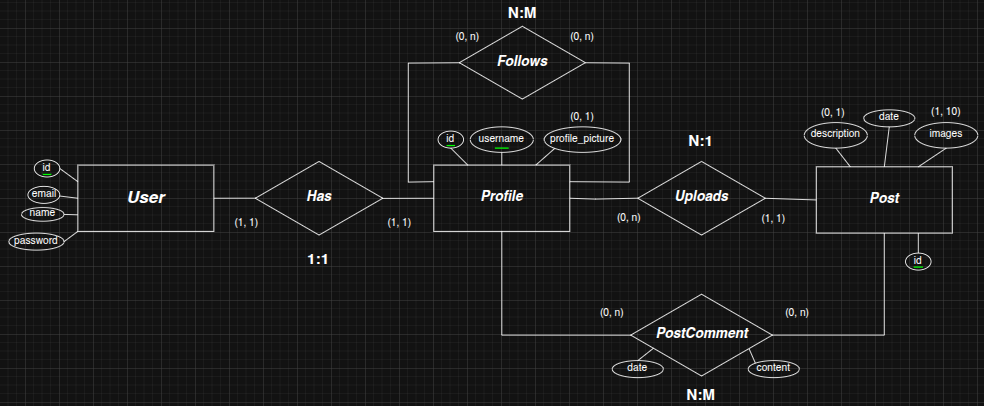 N:M
(0, n)
(0, n)
Follows
(0, 1)
id
username
profile_picture
(0, 1)
date
(1, 10)
description
images
N:1
id
email
name
password
User
(1, 1)
Has
(1, 1)
1:1
Profile
(0, n)
Uploads
(1, 1)
Post
id
(0, n)
(0, n)
PostComment
date
content
N:M